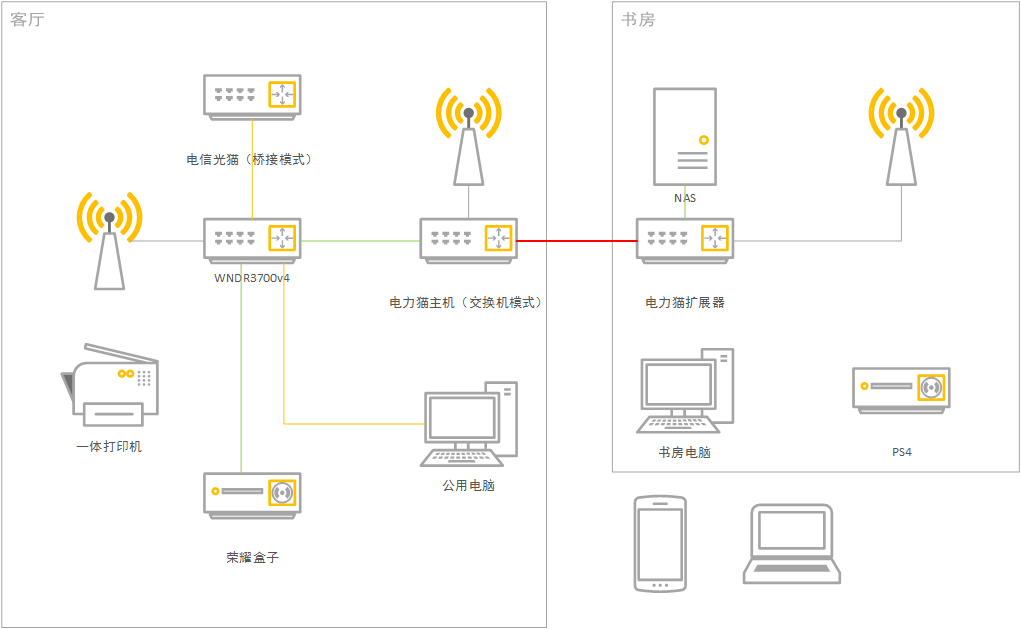 客厅
书房
电信光猫（桥接模式）
NAS
WNDR3700v4
电力猫主机（交换机模式）
电力猫扩展器
一体打印机
书房电脑
PS4
公用电脑
荣耀盒子